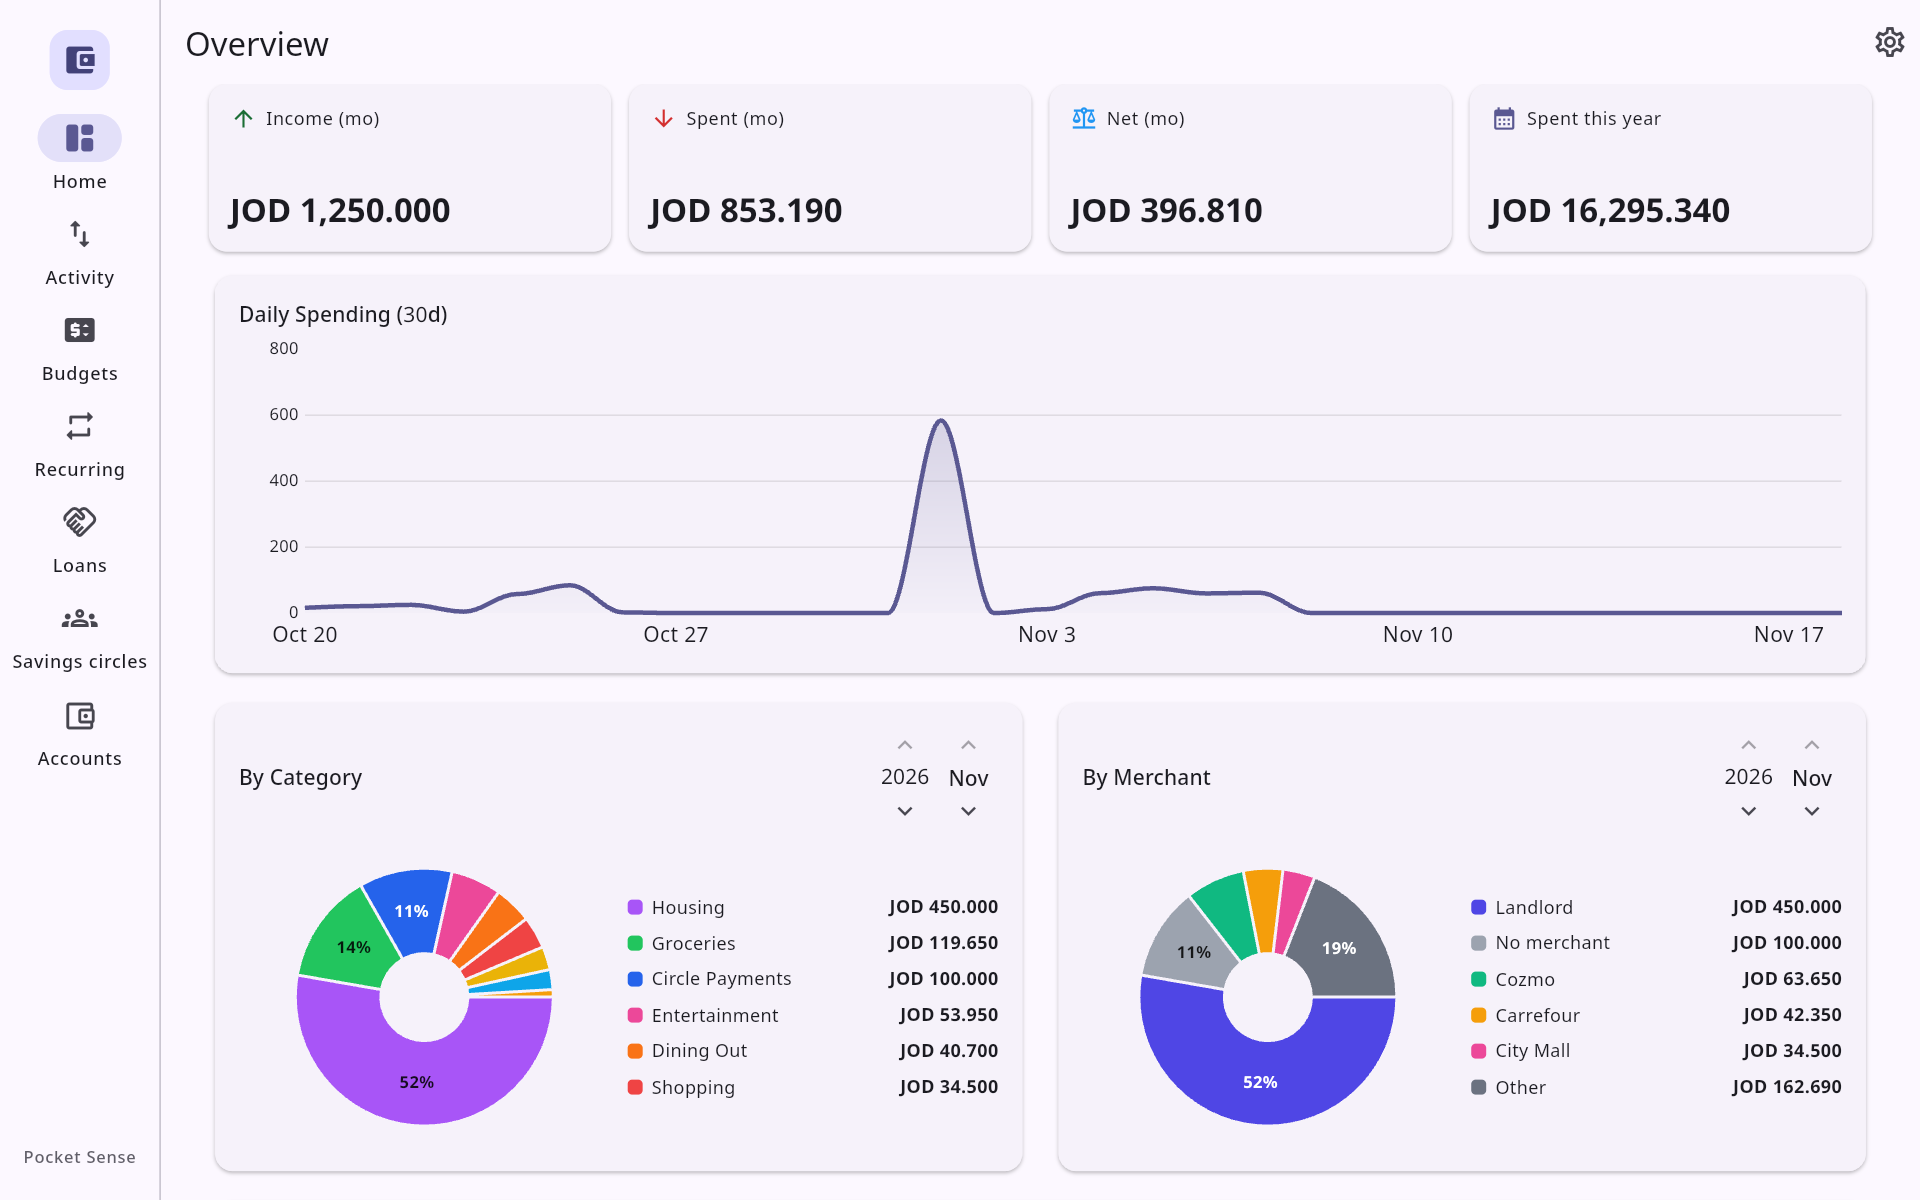 Overview
Home
Activity
Budgets
Recurring
Loans
Savings circles
Accounts
Pocket Sense
Income (mo)
JOD 1,250.000
Spent (mo)
JOD 853.190
Net (mo)
JOD 396.810
Spent this year
JOD 16,295.340
Daily Spending (30d)
800
600
400
200
0
Oct 20
Oct 27
Nov 3
Nov 10
Nov 17
By Category
2026 Nov
14%
11%
52%
Housing JOD 450.000
Groceries JOD 119.650
Circle Payments JOD 100.000
Entertainment JOD 53.950
Dining Out JOD 40.700
Shopping JOD 34.500
By Merchant
2026 Nov
11%
19%
52%
Landlord JOD 450.000
No merchant JOD 100.000
Cozmo JOD 63.650
Carrefour JOD 42.350
City Mall JOD 34.500
Other JOD 162.690